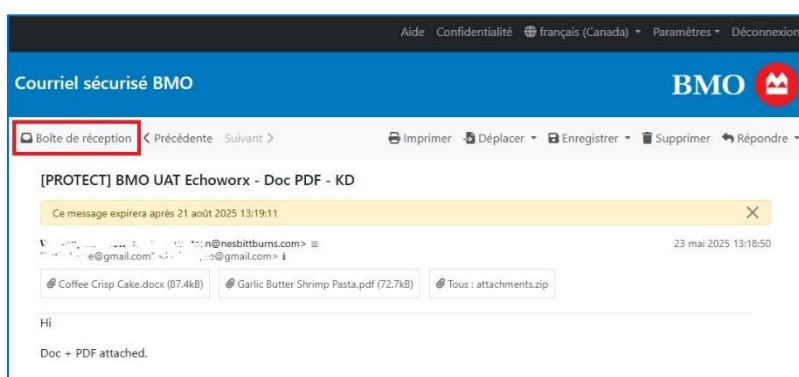 Aide Confidentialité français (Canada) Paramètres Déconnexion
Courriel sécurisé BMO BMO
Boîte de réception < Précédente Suivant > Imprimer Déplacer Enregistrer Supprimer Répondre
[PROTECT] BMO UAT Echoworx - Doc PDF - KD
Ce message expirera après 21 août 2025 13:19:11
@nesbittburns.com> 23 mai 2025 13:18:50
e@gmail.com" < @gmail.com>
Coffee Crisp Cake.docx (87.4kB) Garlic Butter Shrimp Pasta.pdf (72.7kB) Tous : attachments.zip
Hi
Doc + PDF attached.